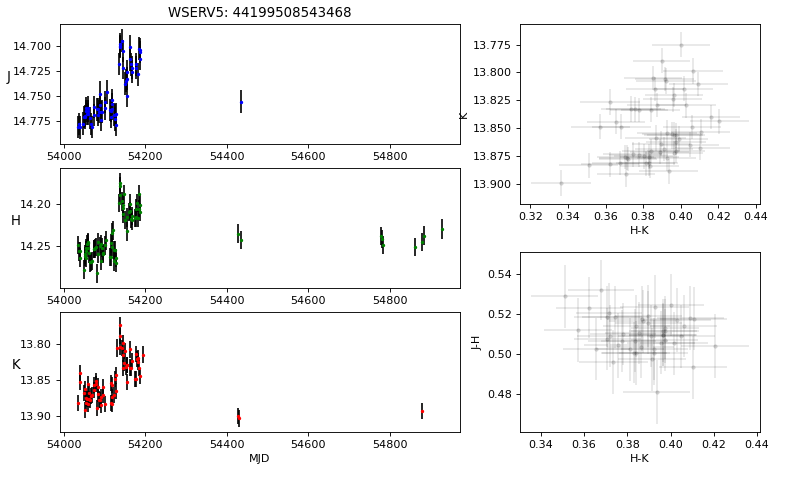 WSERV5: 44199508543468
14.700
14.725
14.750
14.775
J
54000 54200 54400 54600 54800
14.20
14.25
H
54000 54200 54400 54600 54800
13.80
13.85
13.90
K
54000 54200 54400 54600 54800
MJD
13.775
13.800
13.825
13.850
13.875
13.900
K
0.32 0.34 0.36 0.38 0.40 0.42 0.44
H-K
0.54
0.52
0.50
0.48
J-H
0.34 0.36 0.38 0.40 0.42 0.44
H-K